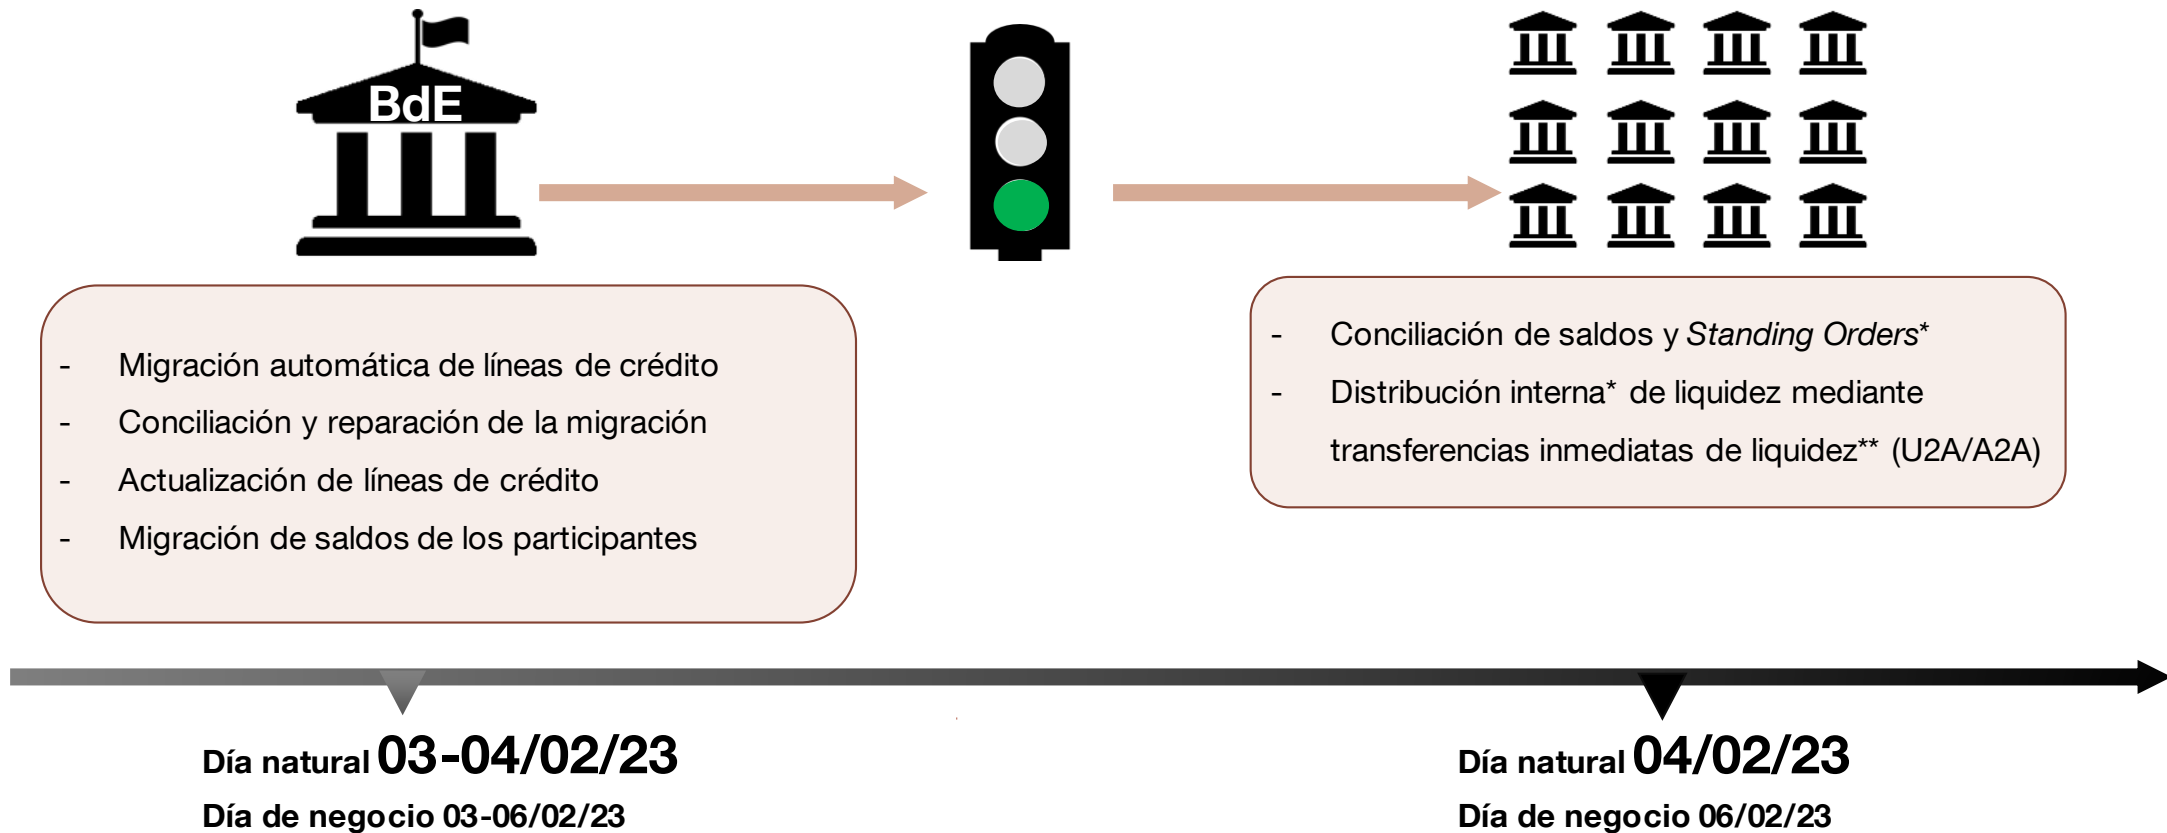 BdE
- Migración automática de líneas de crédito
- Conciliación y reparación de la migración
- Actualización de líneas de crédito
- Migración de saldos de los participantes
- Conciliación de saldos y Standing Orders*
- Distribución interna* de liquidez mediante
transferencias inmediatas de liquidez** (U2A/A2A)
Día natural 03-04/02/23
Día de negocio 03-06/02/23
Día natural 04/02/23
Día de negocio 06/02/23